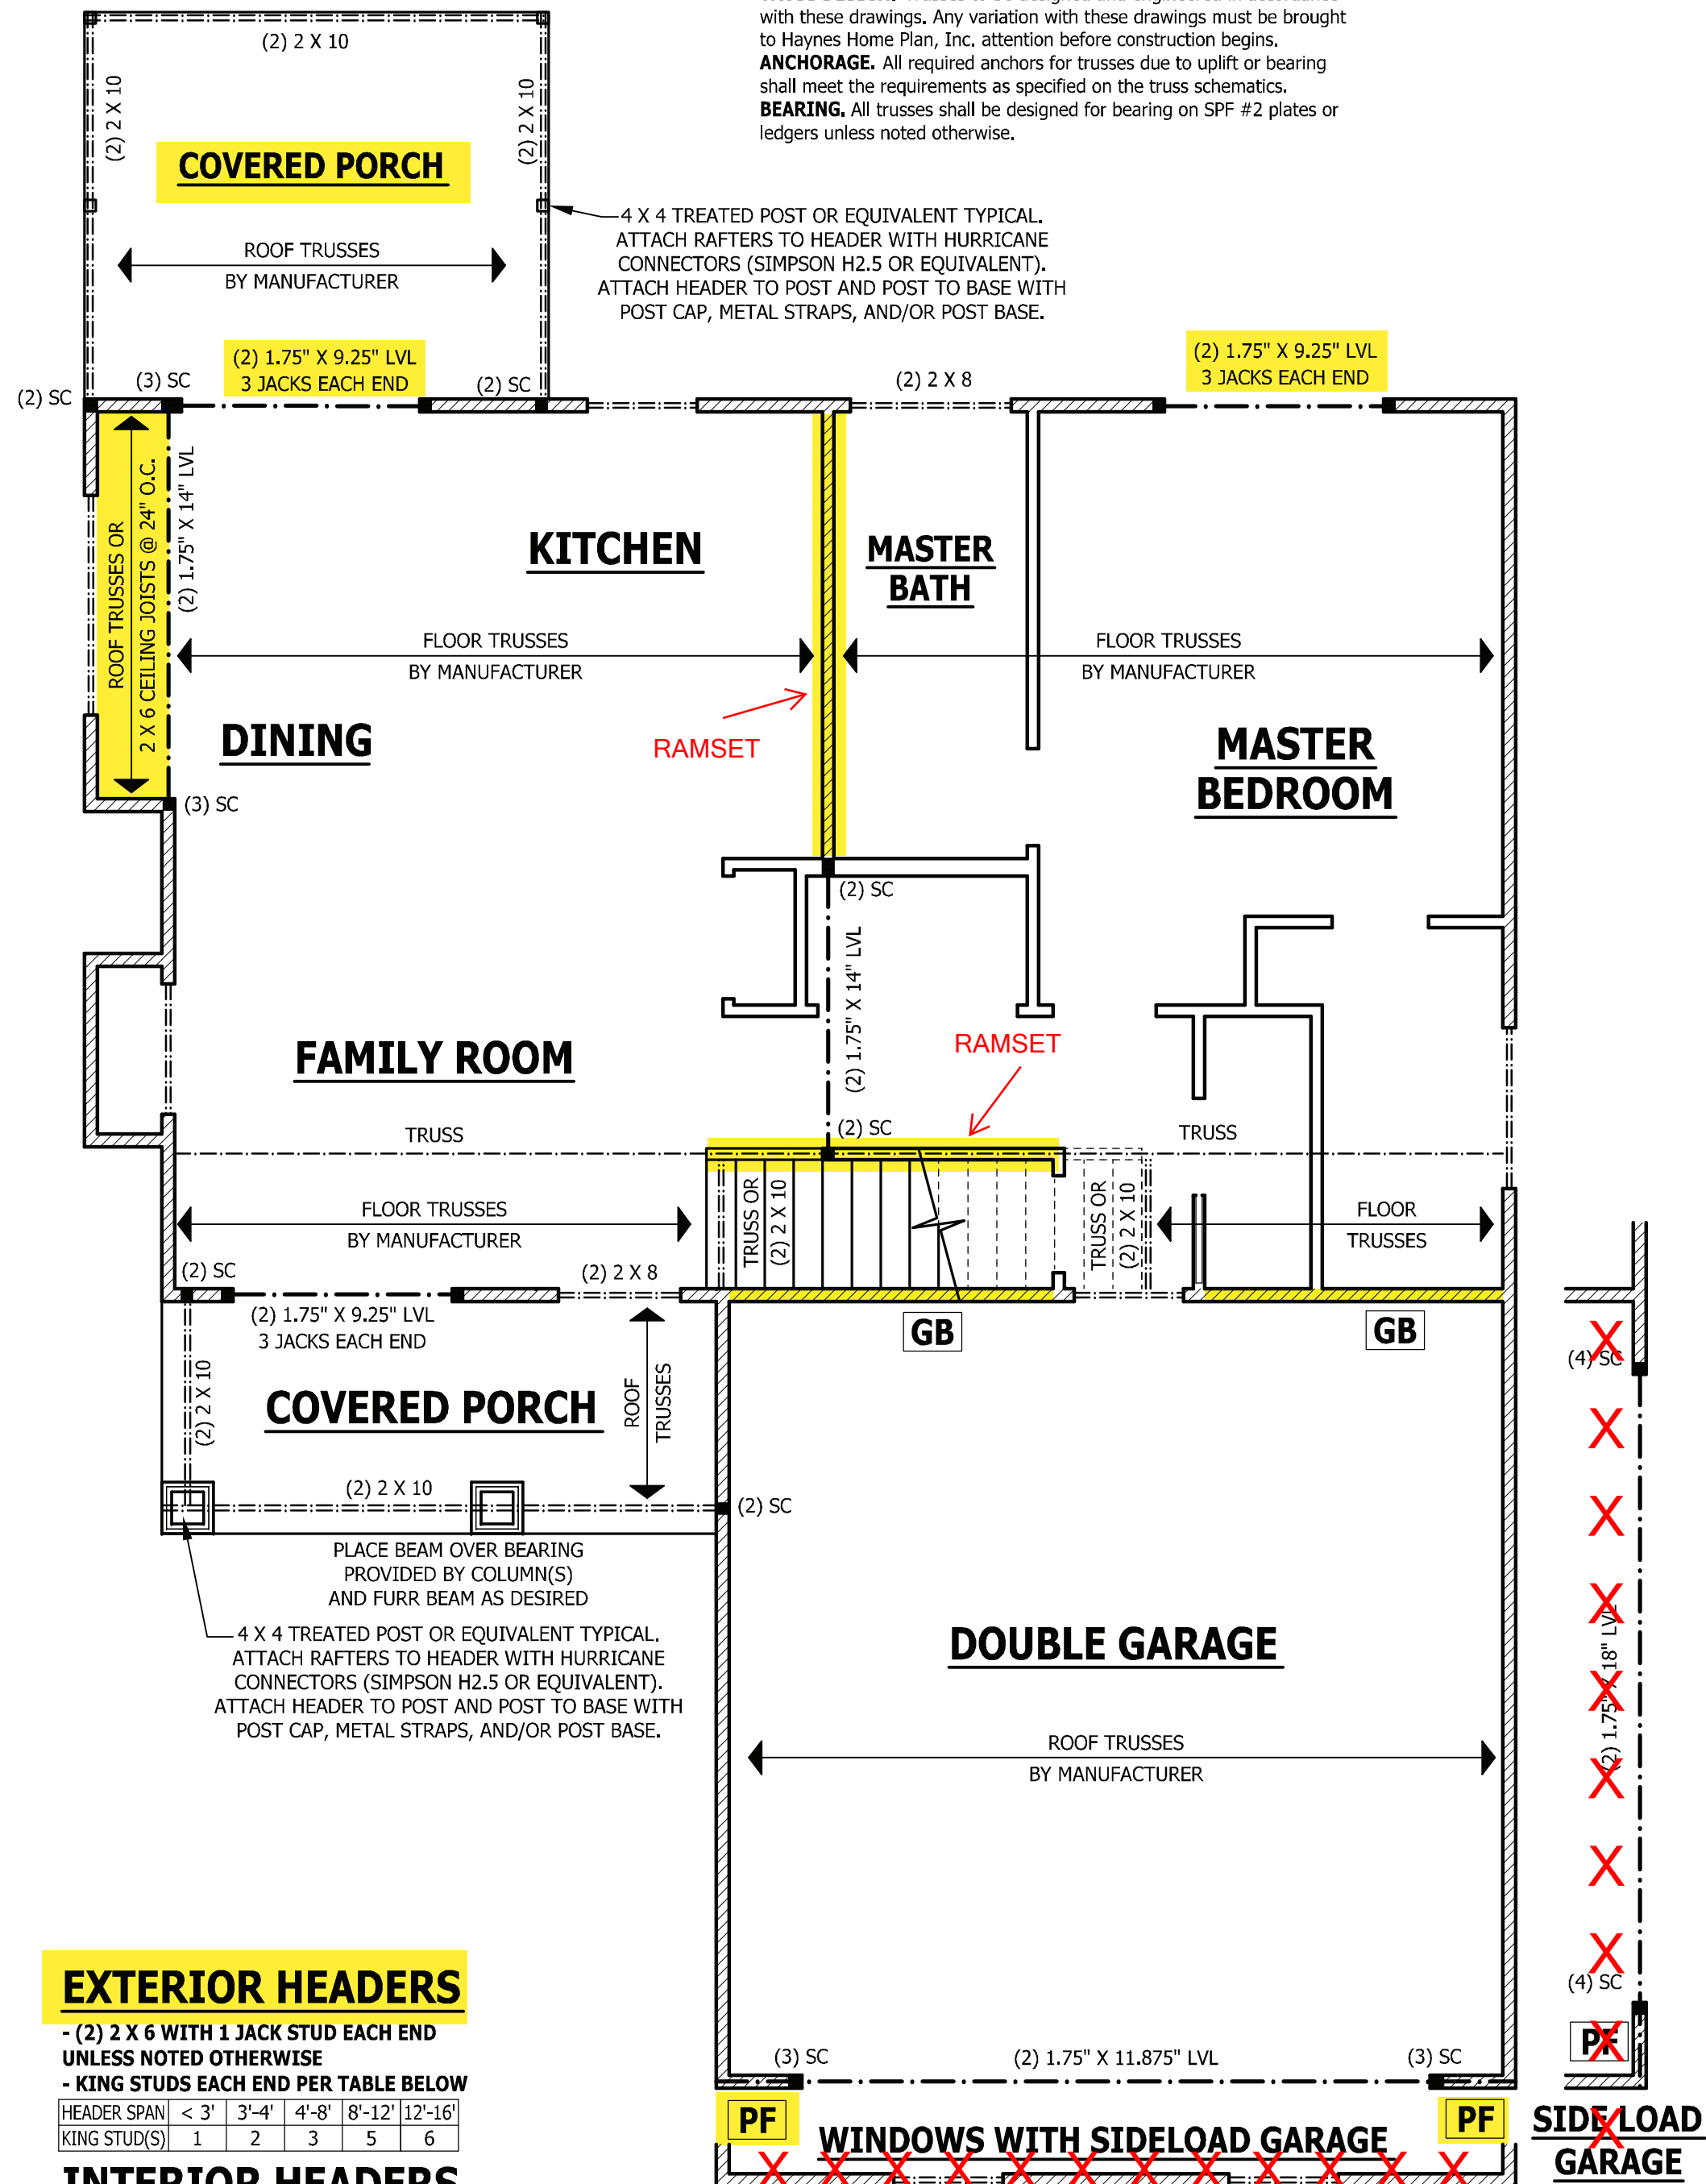 with these drawings. Any variation with these drawings must be brought
to Haynes Home Plan, Inc. attention before construction begins.
ANCHORAGE. All required anchors for trusses due to uplift or bearing
shall meet the requirements as specified on the truss schematics.
BEARING. All trusses shall be designed for bearing on SPF #2 plates or
ledgers unless noted otherwise.
(2) 2 X 10
(2) 2 X 10
(2) 2 X 10
COVERED PORCH
ROOF TRUSSES
BY MANUFACTURER
4 X 4 TREATED POST OR EQUIVALENT TYPICAL.
ATTACH RAFTERS TO HEADER WITH HURRICANE
CONNECTORS (SIMPSON H2.5 OR EQUIVALENT).
ATTACH HEADER TO POST AND POST TO BASE WITH
POST CAP, METAL STRAPS, AND/OR POST BASE.
(2) SC
(3) SC
(2) 1.75" X 9.25" LVL
3 JACKS EACH END
(2) SC
(2) 2 X 8
(2) 1.75" X 9.25" LVL
3 JACKS EACH END
ROOF TRUSSES OR
2 X 6 CEILING JOISTS @ 24" O.C.
(2) 1.75" X 14" LVL
KITCHEN
MASTER
BATH
FLOOR TRUSSES
BY MANUFACTURER
FLOOR TRUSSES
BY MANUFACTURER
RAMSET
DINING
MASTER
BEDROOM
(3) SC
(2) SC
(2) 1.75" X 14" LVL
RAMSET
FAMILY ROOM
(2) SC
TRUSS
TRUSS
FLOOR TRUSSES
BY MANUFACTURER
TRUSS OR
(2) 2 X 10
TRUSS OR
(2) 2 X 10
FLOOR
TRUSSES
(2) SC
(2) 2 X 8
(2) 1.75" X 9.25" LVL
3 JACKS EACH END
GB
GB
(2) 2 X 10
COVERED PORCH
ROOF
TRUSSES
(2) 2 X 10
(2) SC
PLACE BEAM OVER BEARING
PROVIDED BY COLUMN(S)
AND FURR BEAM AS DESIRED
4 X 4 TREATED POST OR EQUIVALENT TYPICAL.
ATTACH RAFTERS TO HEADER WITH HURRICANE
CONNECTORS (SIMPSON H2.5 OR EQUIVALENT).
ATTACH HEADER TO POST AND POST TO BASE WITH
POST CAP, METAL STRAPS, AND/OR POST BASE.
DOUBLE GARAGE
ROOF TRUSSES
BY MANUFACTURER
(4) SC
X
X
X
X
X
X
X
X
(2) 1.75" X 18" LVL
(4) SC
PF
X
EXTERIOR HEADERS
- (2) 2 X 6 WITH 1 JACK STUD EACH END
UNLESS NOTED OTHERWISE
- KING STUDS EACH END PER TABLE BELOW
HEADER SPAN < 3' 3'-4' 4'-8' 8'-12' 12'-16'
KING STUD(S) 1 2 3 5 6
INTERIOR HEADERS
(3) SC
(2) 1.75" X 11.875" LVL
(3) SC
PF
PF
WINDOWS WITH SIDELOAD GARAGE
X X X X X X X X X X X X
SIDE LOAD
GARAGE
X